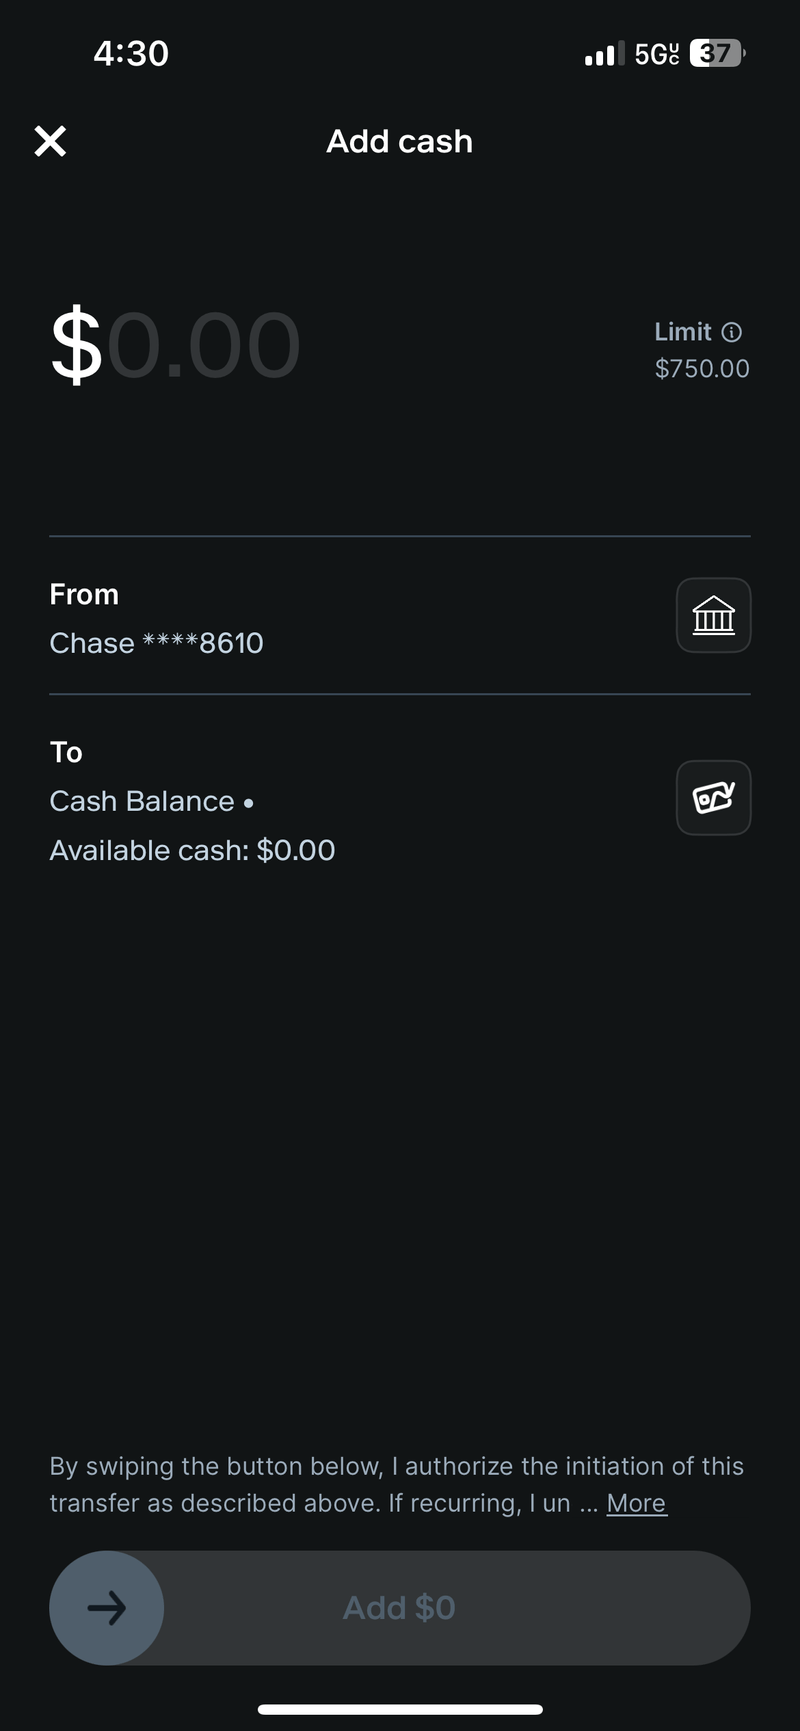 4:30
5GUC 37
Add cash
$0.00
Limit
$750.00
From
Chase ****8610
To
Cash Balance •
Available cash: $0.00
By swiping the button below, I authorize the initiation of this
transfer as described above. If recurring, I un ... More
Add $0